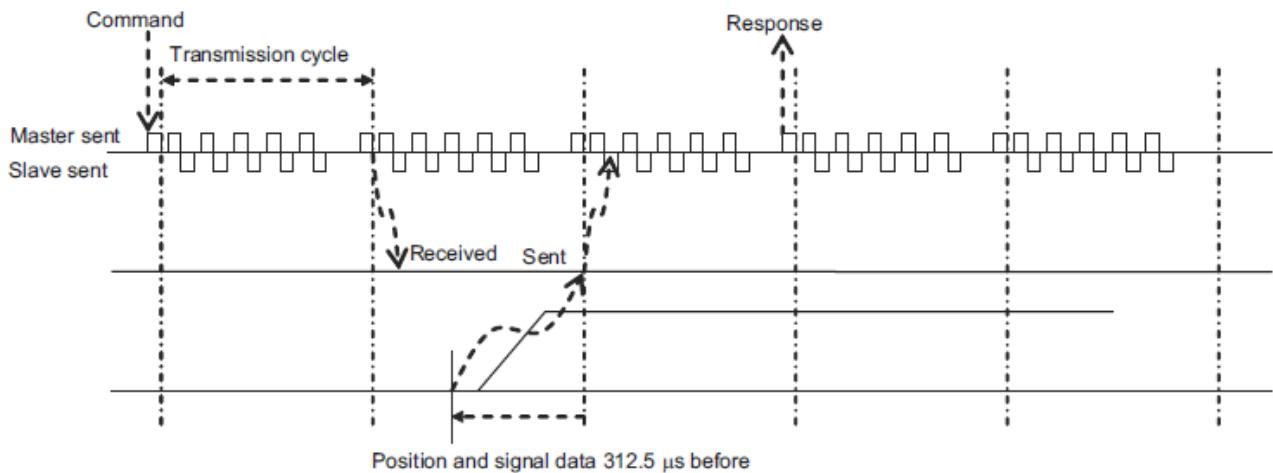 Command
Response
Transmission cycle
Master sent
Slave sent
Received
Sent
Position and signal data 312.5 μs before